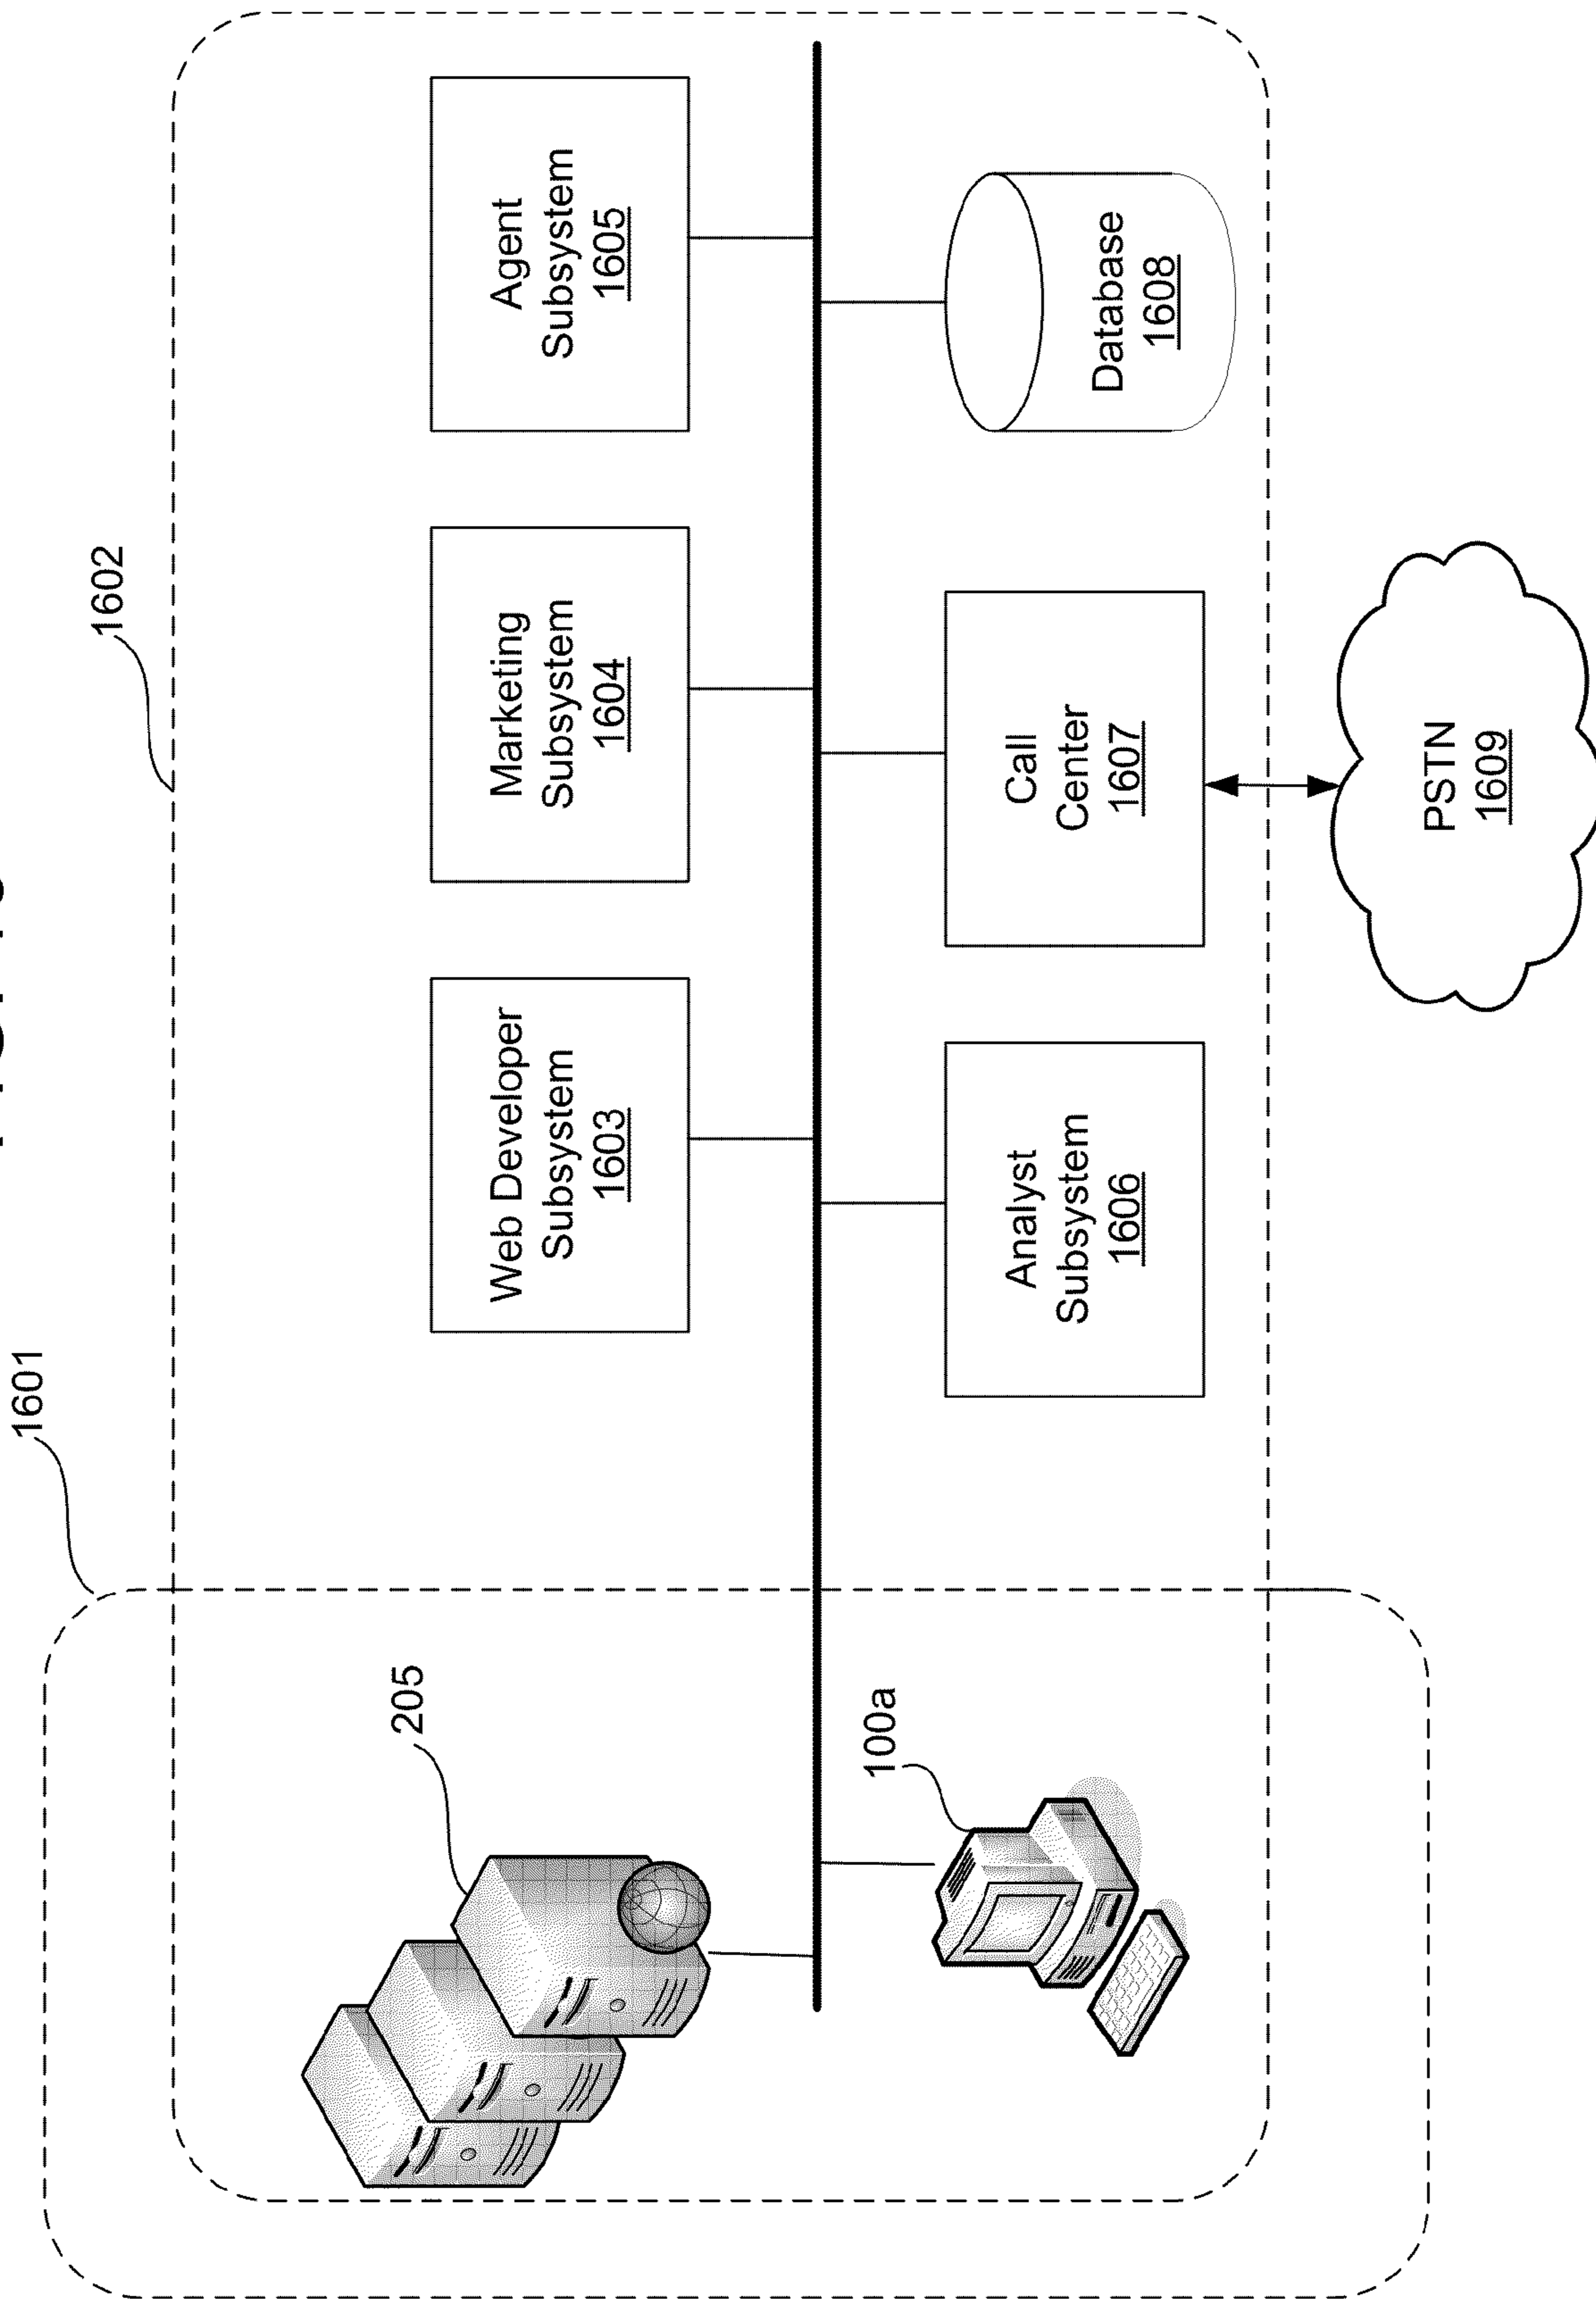 1601
1602
205
Web Developer
Subsystem
1603
Marketing
Subsystem
1604
Agent
Subsystem
1605
100a
Analyst
Subsystem
1606
Call
Center
1607
Database
1608
PSTN
1609